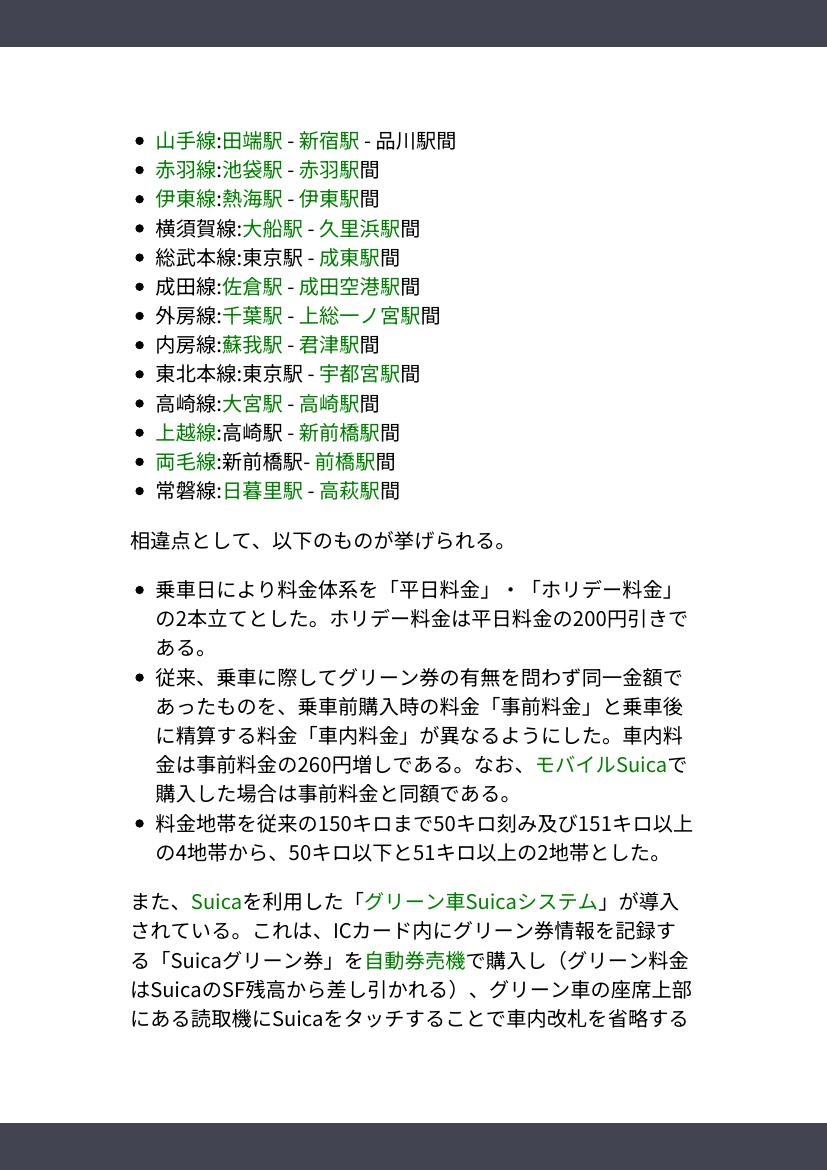 山手線:田端駅 - 新宿駅 - 品川駅間
赤羽線:池袋駅 - 赤羽駅間
伊東線:熱海駅 - 伊東駅間
横須賀線:大船駅 - 久里浜駅間
総武本線:東京駅 - 成東駅間
成田線:佐倉駅 - 成田空港駅間
外房線:千葉駅 - 上総一ノ宮駅間
内房線:蘇我駅 - 君津駅間
東北本線:東京駅 - 宇都宮駅間
高崎線:大宮駅 - 高崎駅間
上越線:高崎駅 - 新前橋駅間
両毛線:新前橋駅- 前橋駅間
常磐線:日暮里駅 - 高萩駅間
相違点として、以下のものが挙げられる。
乗車日により料金体系を「平日料金」・「ホリデー料金」
の2本立てとした。ホリデー料金は平日料金の200円引きで
ある。
従来、乗車に際してグリーン券の有無を問わず同一金額で
あったものを、乗車前購入時の料金「事前料金」と乗車後
に精算する料金「車内料金」が異なるようにした。車内料
金は事前料金の260円増しである。なお、モバイルSuicaで
購入した場合は事前料金と同額である。
料金地帯を従来の150キロまで50キロ刻み及び151キロ以上
の4地帯から、50キロ以下と51キロ以上の2地帯とした。
また、Suicaを利用した「グリーン車Suicaシステム」が導入
されている。これは、ICカード内にグリーン券情報を記録す
る「Suicaグリーン券」を自動券売機で購入し（グリーン料金
はSuicaのSF残高から差し引かれる）、グリーン車の座席上部
にある読取機にSuicaをタッチすることで車内改札を省略する